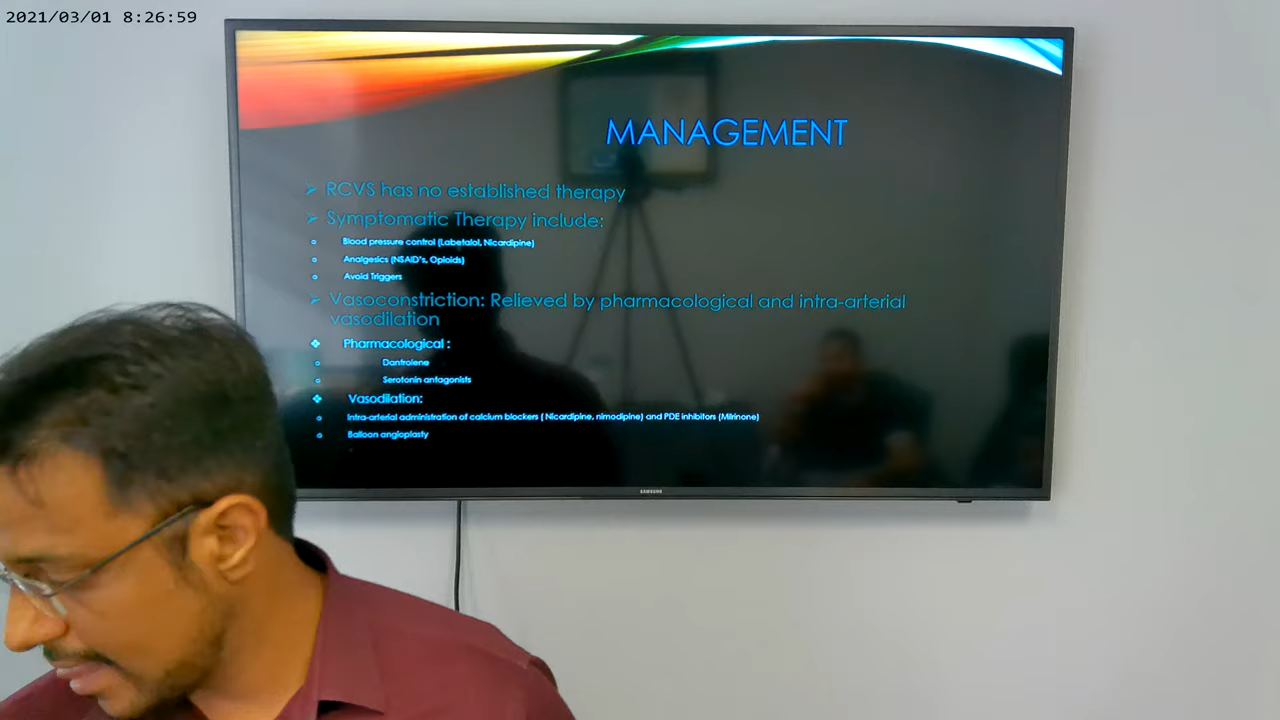 2021/03/01 8:26:59
MANAGEMENT
➢ RCVS has no established therapy
➢ Symptomatic Therapy include:
o Blood pressure control (Labetalol, Nicardipine)
o Analgesics (NSAID's, Opioids)
o Avoid Triggers
➢ Vasoconstriction: Relieved by pharmacological and intra-arterial
vasodilation
❖ Pharmacological :
o Dantrolene
o Serotonin antagonists
❖ Vasodilation:
o Intra-arterial administration of calcium blockers ( Nicardipine, nimodipine) and PDE inhibitors (Milrinone)
o Balloon angioplasty
SAMSUNG